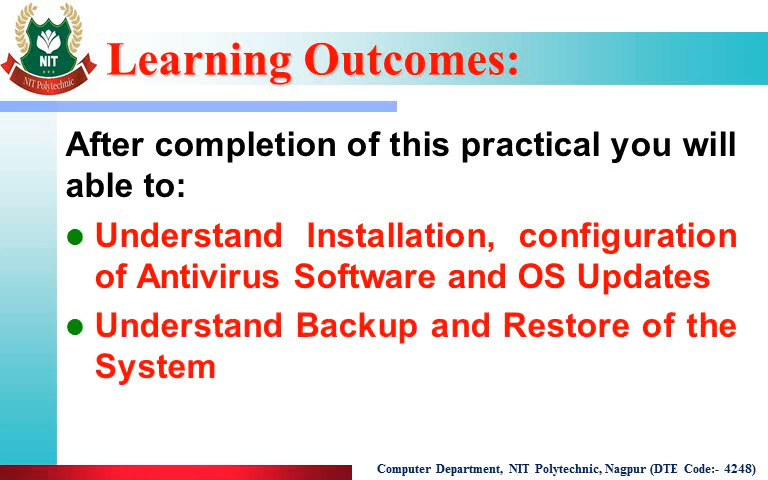 NIT
NIT Polytechnic
Learning Outcomes:
After completion of this practical you will
able to:
Understand Installation, configuration
of Antivirus Software and OS Updates
Understand Backup and Restore of the
System
Computer Department, NIT Polytechnic, Nagpur (DTE Code:- 4248)